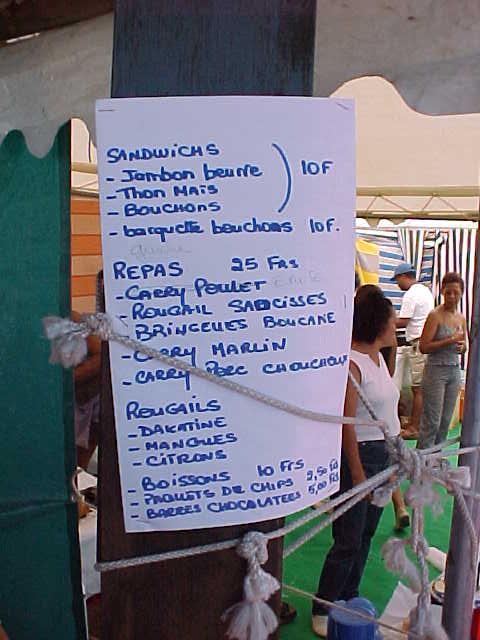 SANDWICHS
- Jambon beurre 10F
- THON MAÏS
- BOUCHONS
- barquette bouchons 10F.
REPAS 25 Frs
- CARRY POULET
- ROUGAIL SAUCISSES
- BRINGELLES BOUCANE
- CARRY MARLIN
- CARRY PORC CHOUCHOUX
ROUGAILS
- DAKATINE
- MANGUES
- CITRONS
- BOISSONS 10 Frs
- PAQUETS DE CHIPS 2,50 Frs
- BARRES CHOCOLATEES 5,00 Frs